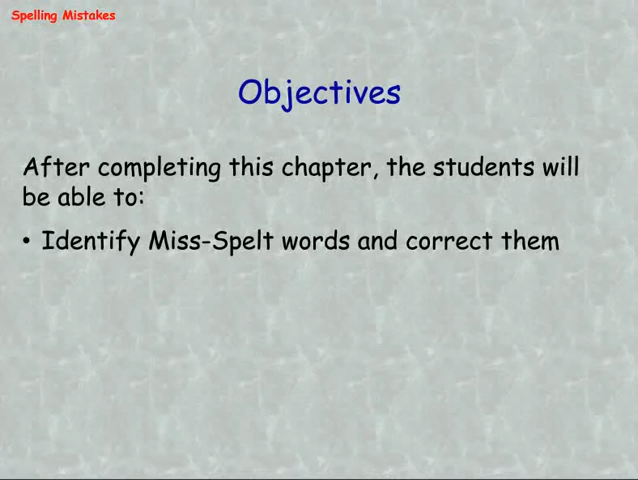 Spelling Mistakes
Objectives
After completing this chapter, the students will
be able to:
• Identify Miss-Spelt words and correct them